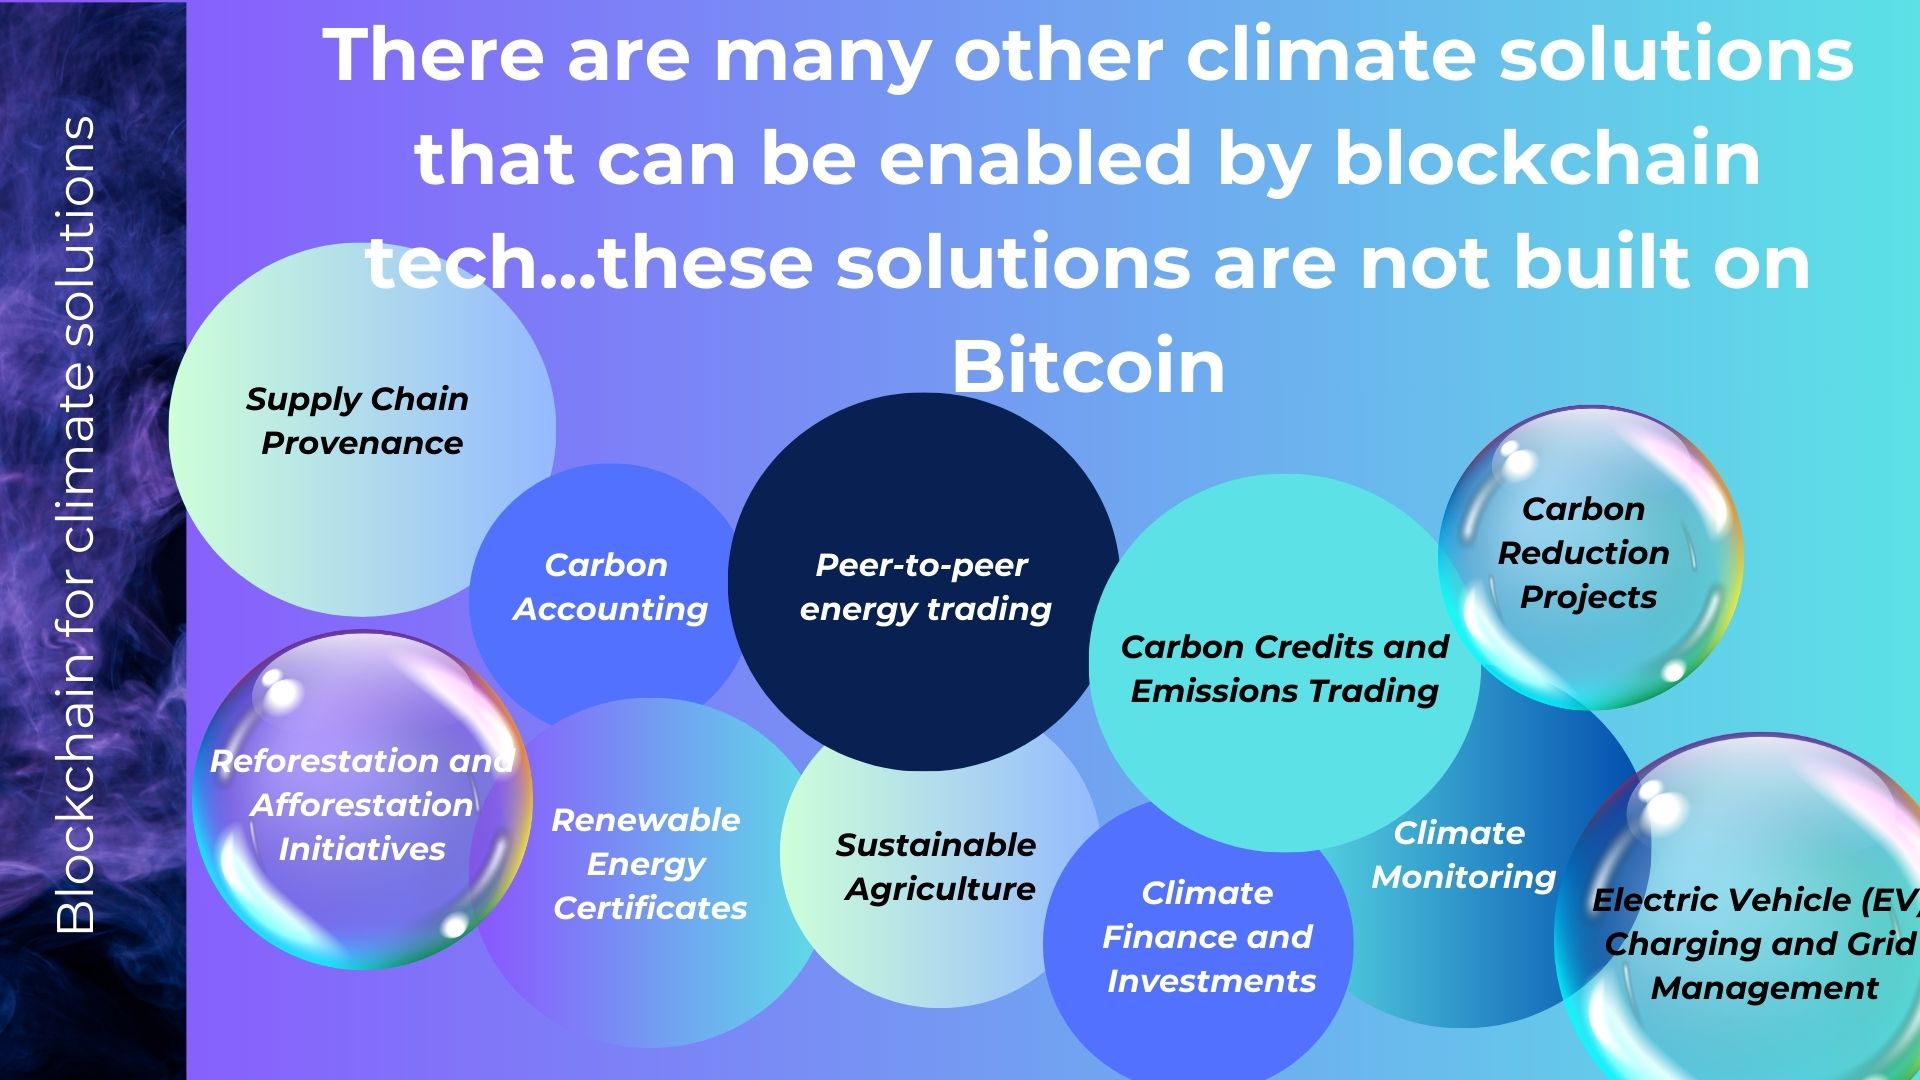 Blockchain for climate solutions
There are many other climate solutions
that can be enabled by blockchain
tech...these solutions are not built on
Bitcoin
Supply Chain
Provenance
Carbon
Accounting
Peer-to-peer
energy trading
Carbon Credits and
Emissions Trading
Carbon
Reduction
Projects
Reforestation and
Afforestation
Initiatives
Renewable
Energy
Certificates
Sustainable
Agriculture
Climate
Finance and
Investments
Climate
Monitoring
Electric Vehicle (EV)
Charging and Grid
Management